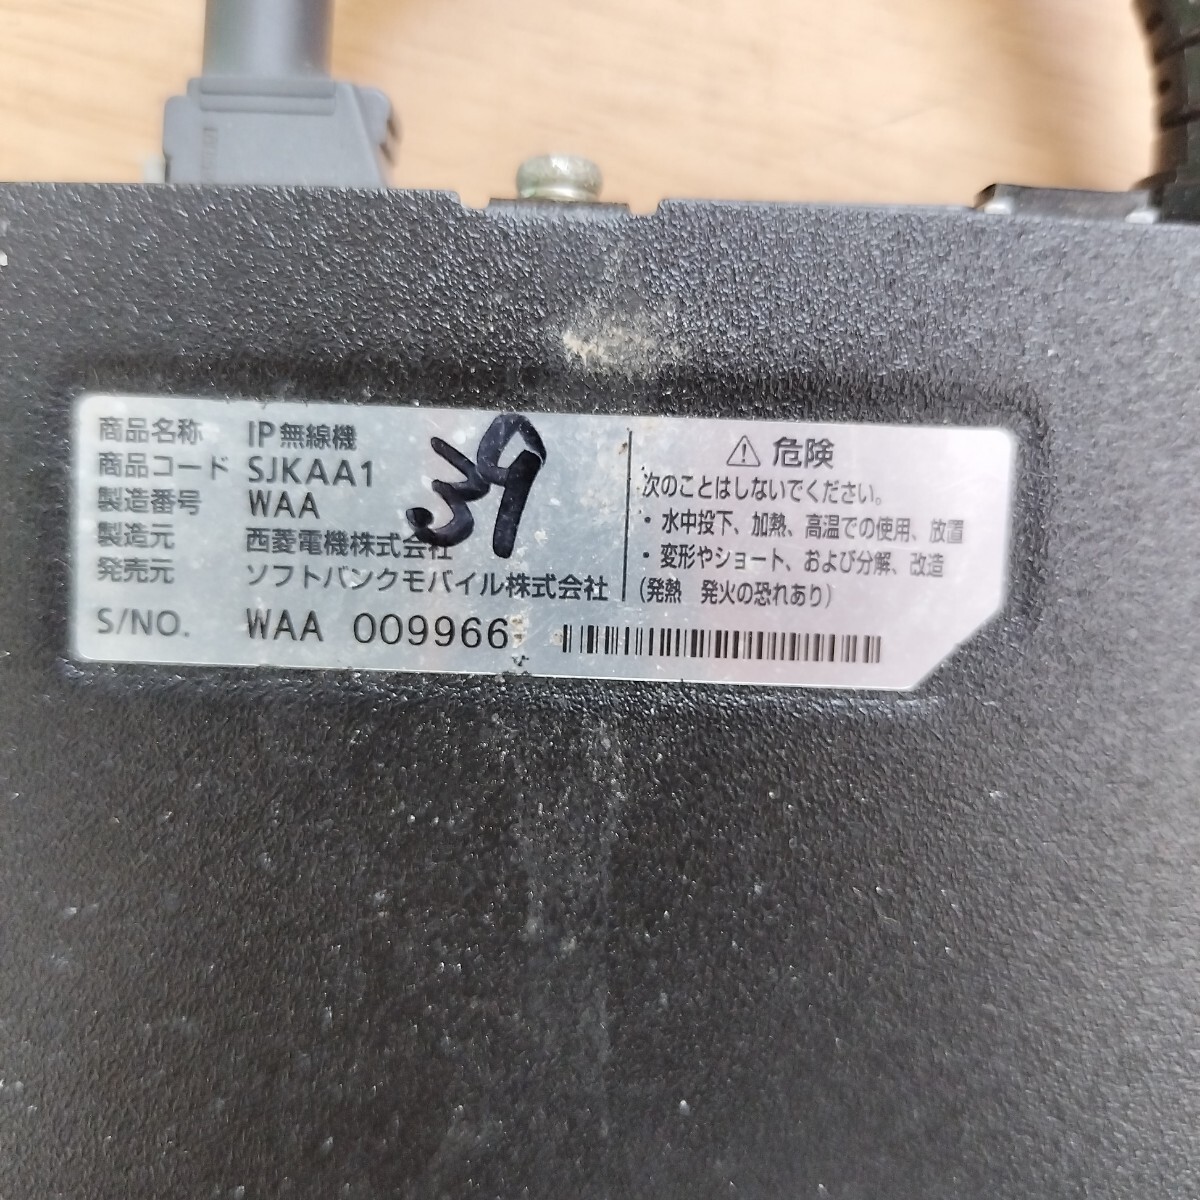 商品名称 IP無線機
商品コード SJKAA1
製造番号 WAA
製造元 西菱電機株式会社
発売元 ソフトバンクモバイル株式会社
S/NO. WAA 009966
39
⚠ 危険
次のことはしないでください。
・水中投下、加熱、高温での使用、放置
・変形やショート、および分解、改造
(発熱 発火の恐れあり)